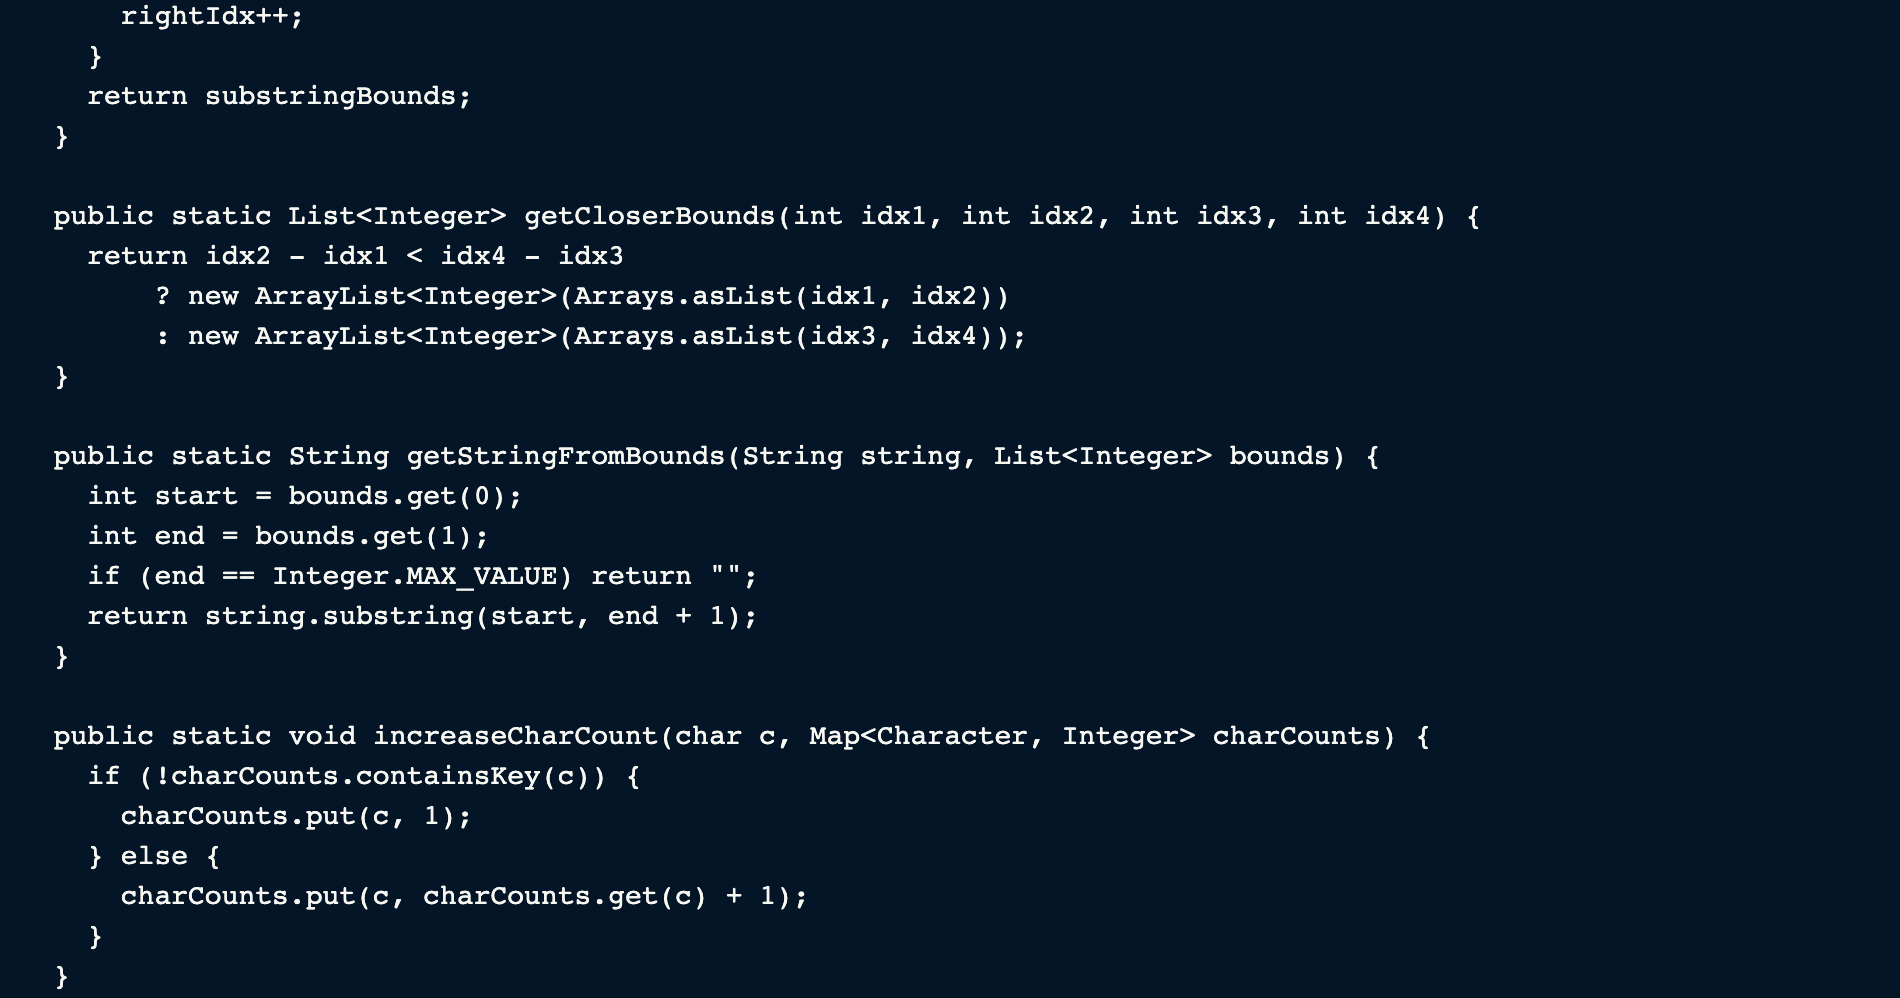 rightIdx++;
}
return substringBounds;
}
public static List<Integer> getCloserBounds(int idx1, int idx2, int idx3, int idx4) {
return idx2 - idx1 < idx4 - idx3
? new ArrayList<Integer>(Arrays.asList(idx1, idx2))
: new ArrayList<Integer>(Arrays.asList(idx3, idx4));
}
public static String getStringFromBounds(String string, List<Integer> bounds) {
int start = bounds.get(0);
int end = bounds.get(1);
if (end == Integer.MAX_VALUE) return "";
return string.substring(start, end + 1);
}
public static void increaseCharCount(char c, Map<Character, Integer> charCounts) {
if (!charCounts.containsKey(c)) {
charCounts.put(c, 1);
} else {
charCounts.put(c, charCounts.get(c) + 1);
}
}